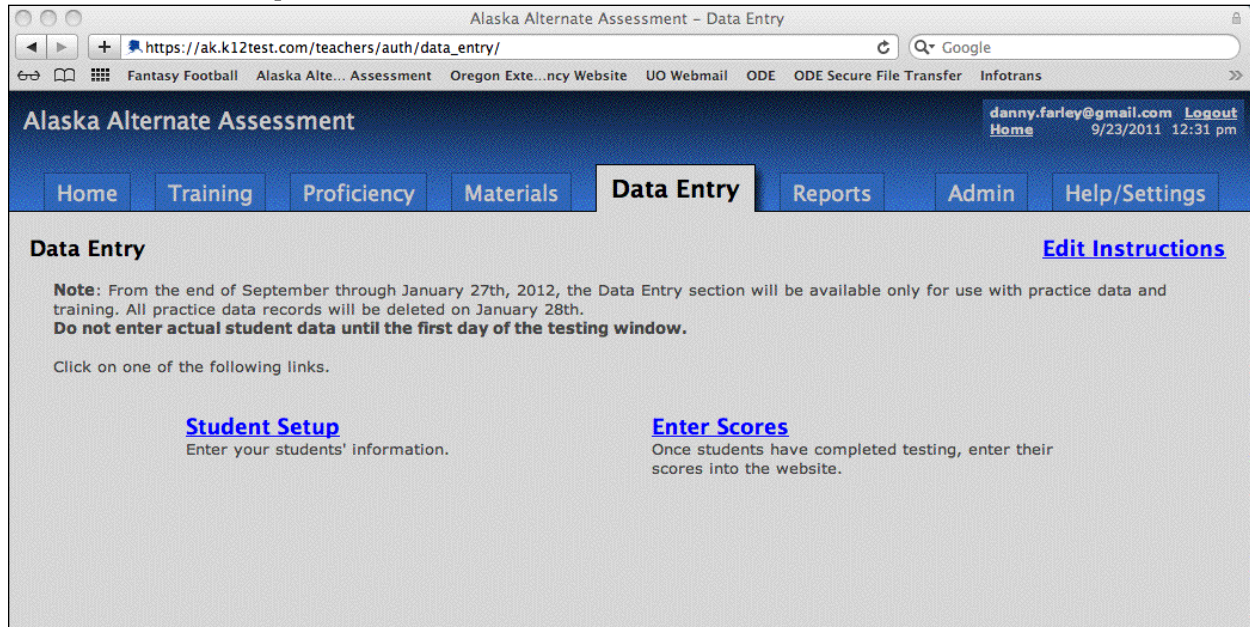 Alaska Alternate Assessment – Data Entry
https://ak.k12test.com/teachers/auth/data_entry/
Google
Fantasy Football Alaska Alte... Assessment Oregon Exte...ncy Website UO Webmail ODE ODE Secure File Transfer Infotrans >>
Alaska Alternate Assessment
danny.farley@gmail.com Logout
Home 9/23/2011 12:31 pm
Home Training Proficiency Materials Data Entry Reports Admin Help/Settings
Data Entry
Edit Instructions
Note: From the end of September through January 27th, 2012, the Data Entry section will be available only for use with practice data and
training. All practice data records will be deleted on January 28th.
Do not enter actual student data until the first day of the testing window.
Click on one of the following links.
Student Setup
Enter your students' information.
Enter Scores
Once students have completed testing, enter their
scores into the website.